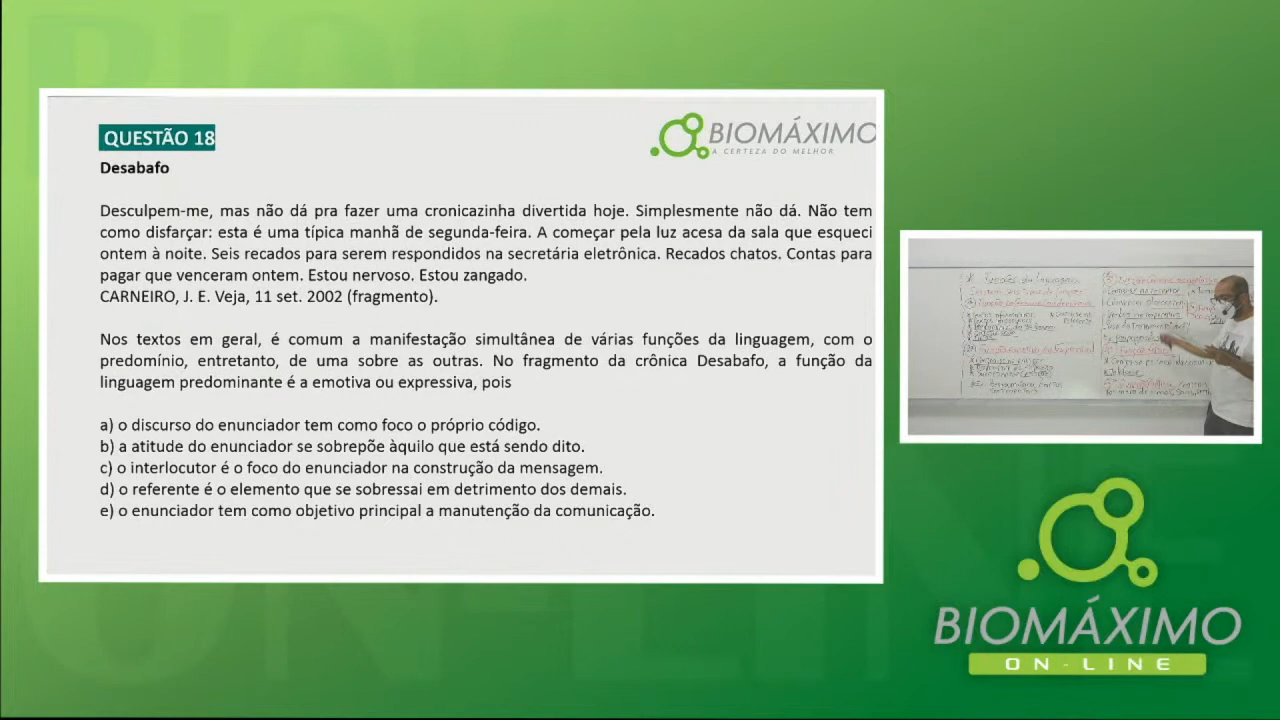 QUESTÃO 18
BIOMÁXIMO
A CERTEZA DO MELHOR
Desabafo
Desculpem-me, mas não dá pra fazer uma cronicazinha divertida hoje. Simplesmente não dá. Não tem
como disfarçar: esta é uma típica manhã de segunda-feira. A começar pela luz acesa da sala que esqueci
ontem à noite. Seis recados para serem respondidos na secretária eletrônica. Recados chatos. Contas para
pagar que venceram ontem. Estou nervoso. Estou zangado.
CARNEIRO, J. E. Veja, 11 set. 2002 (fragmento).
Nos textos em geral, é comum a manifestação simultânea de várias funções da linguagem, com o
predomínio, entretanto, de uma sobre as outras. No fragmento da crônica Desabafo, a função da
linguagem predominante é a emotiva ou expressiva, pois
a) o discurso do enunciador tem como foco o próprio código.
b) a atitude do enunciador se sobrepõe àquilo que está sendo dito.
c) o interlocutor é o foco do enunciador na construção da mensagem.
d) o referente é o elemento que se sobressai em detrimento dos demais.
e) o enunciador tem como objetivo principal a manutenção da comunicação.
BIOMÁXIMO
ON-LINE